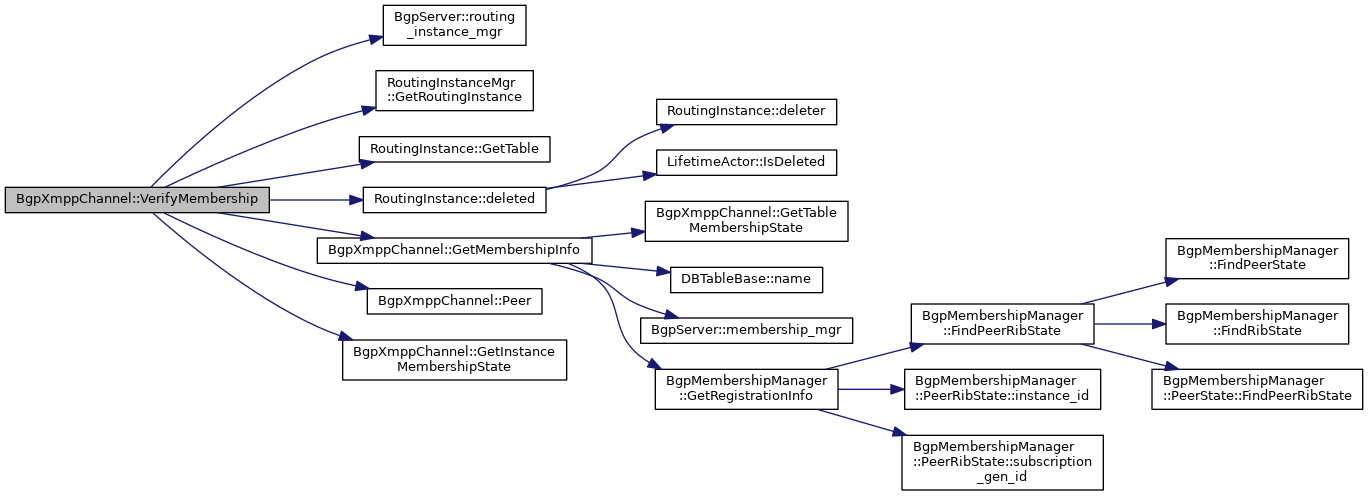 BgpXmppChannel::VerifyMembership
BgpServer::routing
_instance_mgr
RoutingInstanceMgr
::GetRoutingInstance
RoutingInstance::GetTable
RoutingInstance::deleted
BgpXmppChannel::GetMembershipInfo
BgpXmppChannel::Peer
BgpXmppChannel::GetInstance
MembershipState
RoutingInstance::deleter
LifetimeActor::IsDeleted
BgpXmppChannel::GetTable
MembershipState
DBTableBase::name
BgpServer::membership_mgr
BgpMembershipManager
::GetRegistrationInfo
BgpMembershipManager
::FindPeerRibState
BgpMembershipManager
::PeerRibState::instance_id
BgpMembershipManager
::PeerRibState::subscription
_gen_id
BgpMembershipManager
::FindPeerState
BgpMembershipManager
::FindRibState
BgpMembershipManager
::PeerState::FindPeerRibState